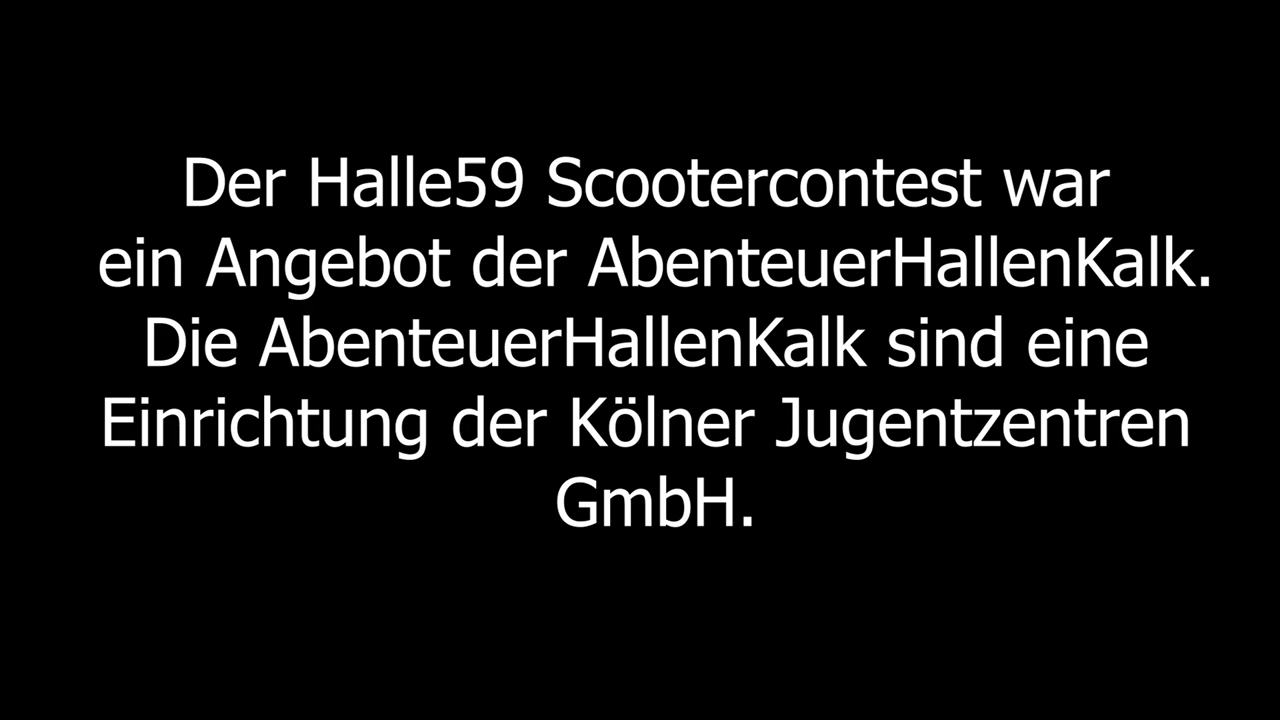 Der Halle59 Scootercontest war
ein Angebot der AbenteuerHallenKalk.
Die AbenteuerHallenKalk sind eine
Einrichtung der Kölner Jugentzentren
GmbH.